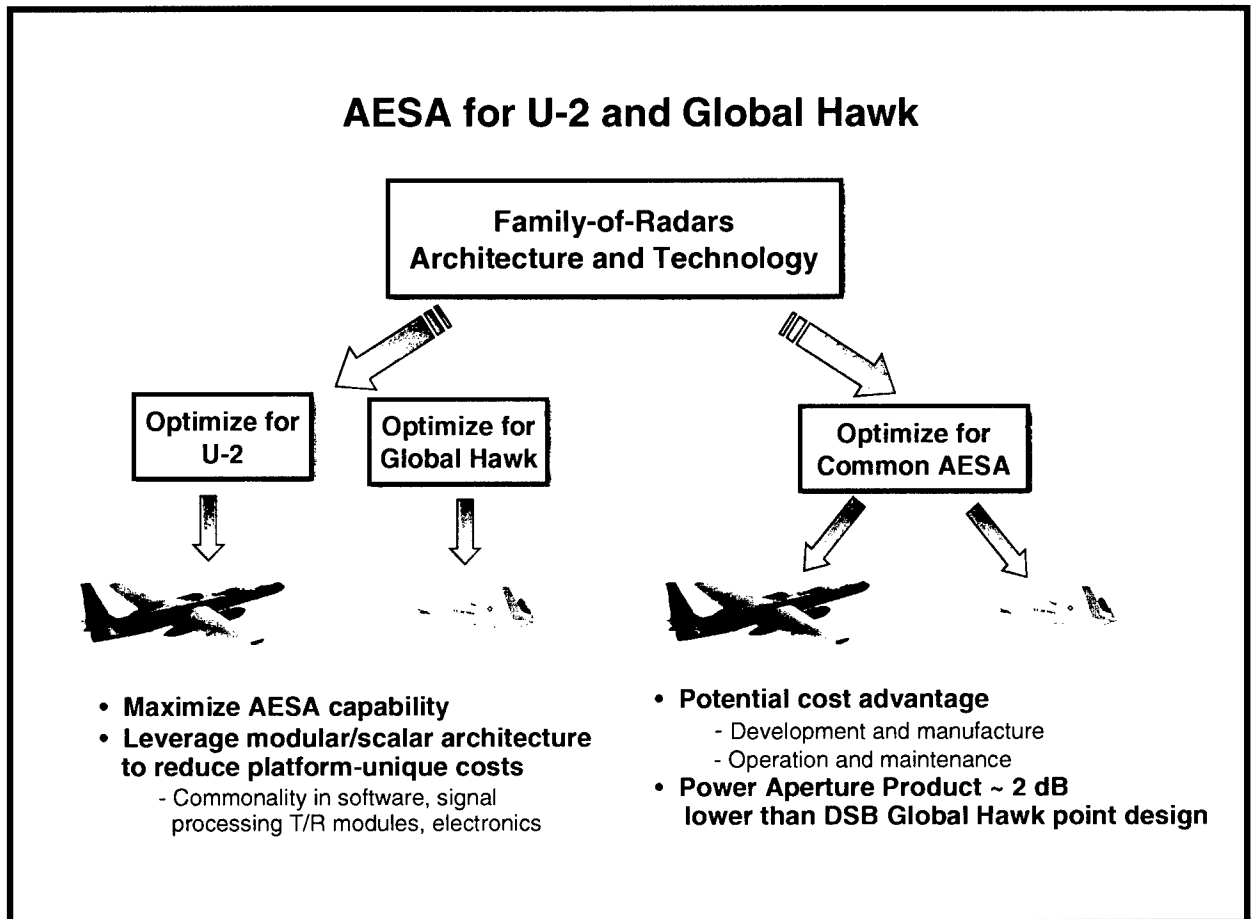 AESA for U-2 and Global Hawk
Family-of-Radars
Architecture and Technology
Optimize for
U-2
Optimize for
Global Hawk
Optimize for
Common AESA
• Maximize AESA capability
• Leverage modular/scalar architecture
to reduce platform-unique costs
- Commonality in software, signal
processing T/R modules, electronics
• Potential cost advantage
- Development and manufacture
- Operation and maintenance
• Power Aperture Product ~ 2 dB
lower than DSB Global Hawk point design